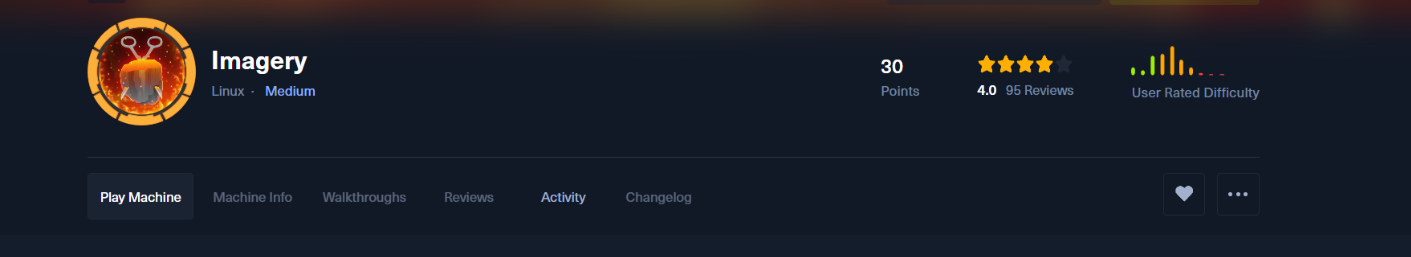 Imagery
Linux · Medium
30
Points
4.0 95 Reviews
User Rated Difficulty
Play Machine
Machine Info
Walkthroughs
Reviews
Activity
Changelog